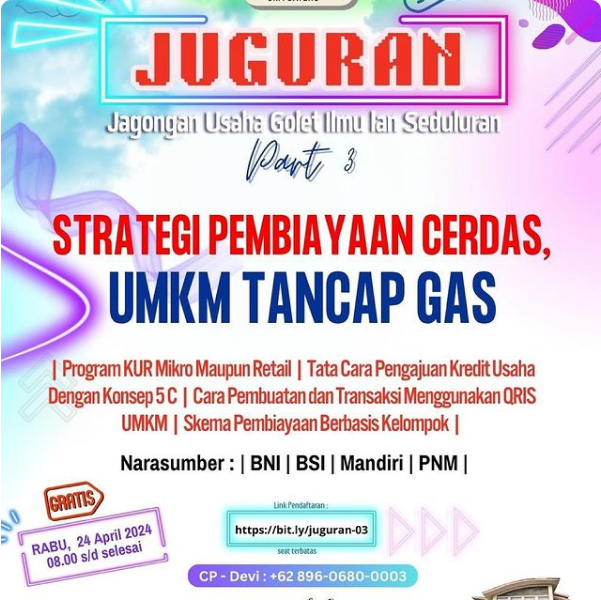 JUGURAN
Jagongan Usaha Golet Ilmu lan Seduluran
Part 3
STRATEGI PEMBIAYAAN CERDAS,
UMKM TANCAP GAS
| Program KUR Mikro Maupun Retail | Tata Cara Pengajuan Kredit Usaha
Dengan Konsep 5 C | Cara Pembuatan dan Transaksi Menggunakan QRIS
UMKM | Skema Pembiayaan Berbasis Kelompok |
Narasumber : | BNI | BSI | Mandiri | PNM |
GRATIS
RABU, 24 April 2024
08.00 s/d selesai
Link Pendaftaran :
https://bit.ly/juguran-03
seat terbatas
CP - Devi : +62 896-0680-0003